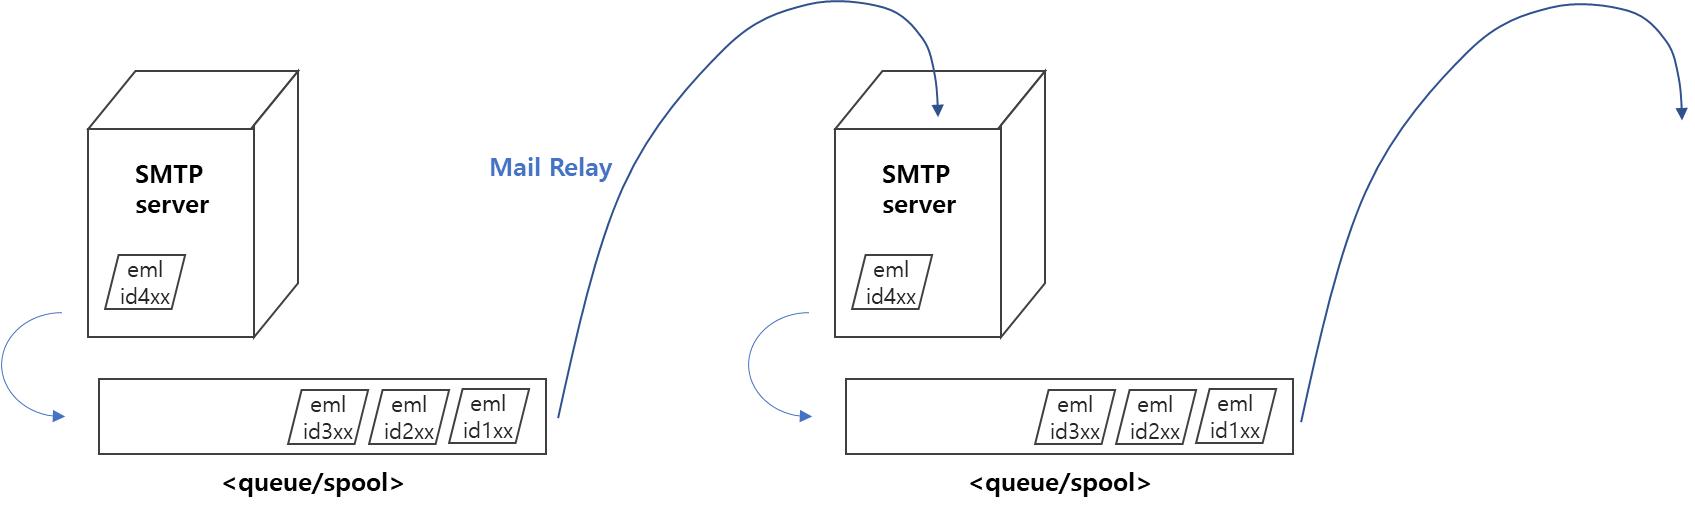 SMTP
server
eml
id4xx
eml
id3xx
eml
id2xx
eml
id1xx
<queue/spool>
Mail Relay
SMTP
server
eml
id4xx
eml
id3xx
eml
id2xx
eml
id1xx
<queue/spool>